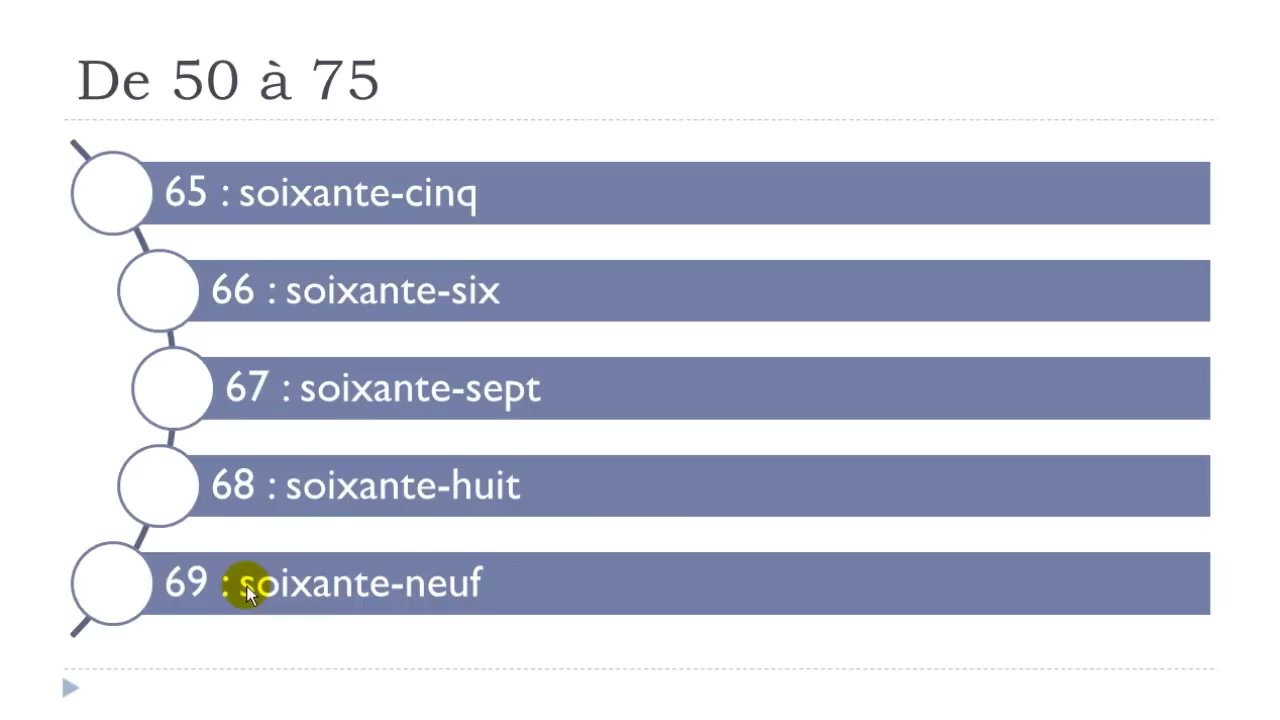 De 50 à 75
65 : soixante-cinq
66 : soixante-six
67 : soixante-sept
68 : soixante-huit
69 : soixante-neuf